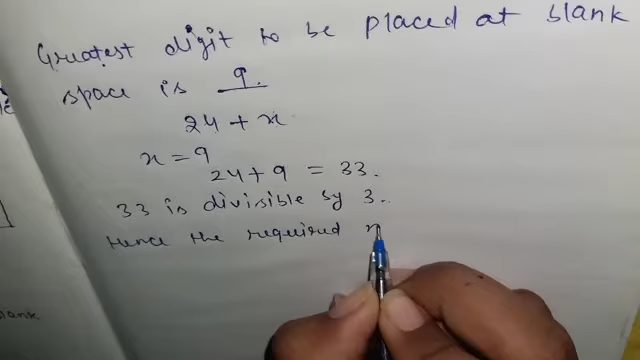 Greatest digit to be placed at blank
space is 9.
24 + x
x = 9
24 + 9 = 33.
33 is divisible by 3.
Hence the required
lank